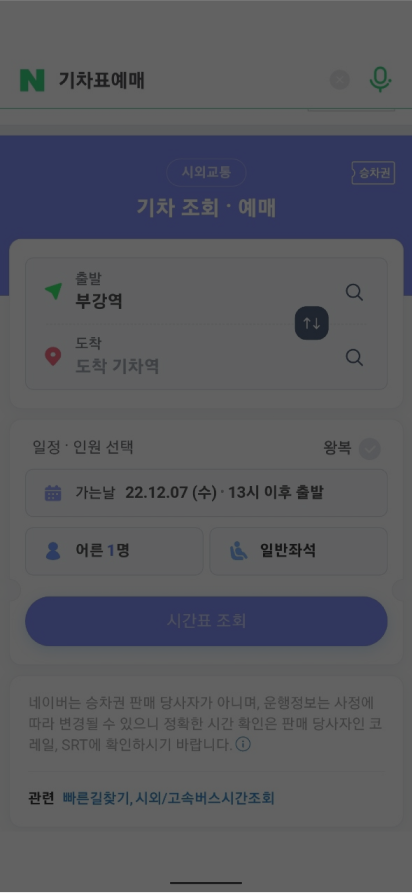 N 기차표예매
시외교통
승차권
기차 조회 · 예매
출발
부강역
도착
도착 기차역
일정 · 인원 선택 왕복
가는날 22.12.07 (수) · 13시 이후 출발
어른 1명 일반좌석
시간표 조회
네이버는 승차권 판매 당사자가 아니며, 운행정보는 사정에
따라 변경될 수 있으니 정확한 시간 확인은 판매 당사자인 코
레일, SRT에 확인하시기 바랍니다.
관련 빠른길찾기, 시외/고속버스시간조회